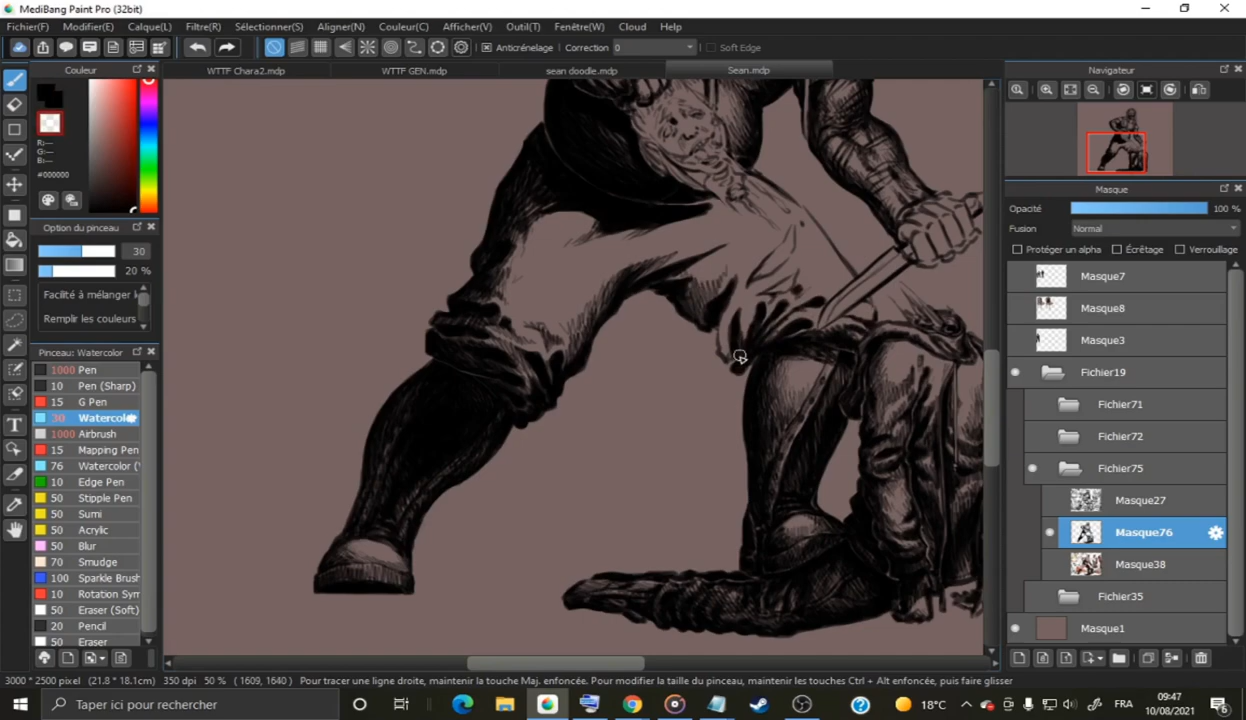 MediBang Paint Pro (32bit)
Fichier(F) Modifier(E) Calque(L) Filtre(R) Sélectionner(S) Aligner(N) Couleur(C) Afficher(V) Outil(T) Fenêtre(W) Cloud Help
Anticrénelage Correction 0 Soft Edge
Couleur
WTTF Chara2.mdp WTTF GEN.mdp sean doodle.mdp Sean.mdp
Navigateur
R:---
G:---
B:---
#000000
Masque
Opacité 100 %
Fusion Normal
Protéger un alpha Écrêtage Verrouillage
Option du pinceau
30
20 %
Facilité à mélanger
Remplir les couleurs
Pinceau: Watercolor
1000 Pen
10 Pen (Sharp)
15 G Pen
30 Watercolo
1000 Airbrush
15 Mapping Pen
76 Watercolor (
10 Edge Pen
50 Stipple Pen
50 Sumi
50 Acrylic
50 Blur
70 Smudge
100 Sparkle Brush
10 Rotation Sym
50 Eraser (Soft)
20 Pencil
50 Eraser
Masque7
Masque8
Masque3
Fichier19
Fichier71
Fichier72
Fichier75
Masque27
Masque76
Masque38
Fichier35
Masque1
3000 * 2500 pixel (21.8 * 18.1cm) 350 dpi 50 % ( 1609, 1640 ) Pour tracer une ligne droite, maintenir la touche Maj. enfoncée. Pour modifier la taille du pinceau, maintenir les touches Ctrl + Alt enfoncée, puis faire glisser
Taper ici pour rechercher
18°C
FRA
09:47
10/08/2021
6